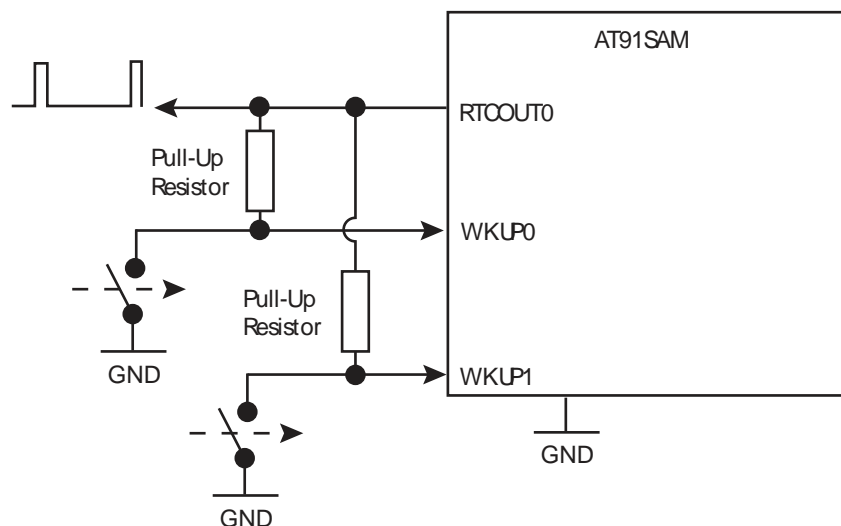 AT91SAM
RTCOUT0
Pull-Up
Resistor
WKUP0
Pull-Up
Resistor
GND
WKUP1
GND
GND